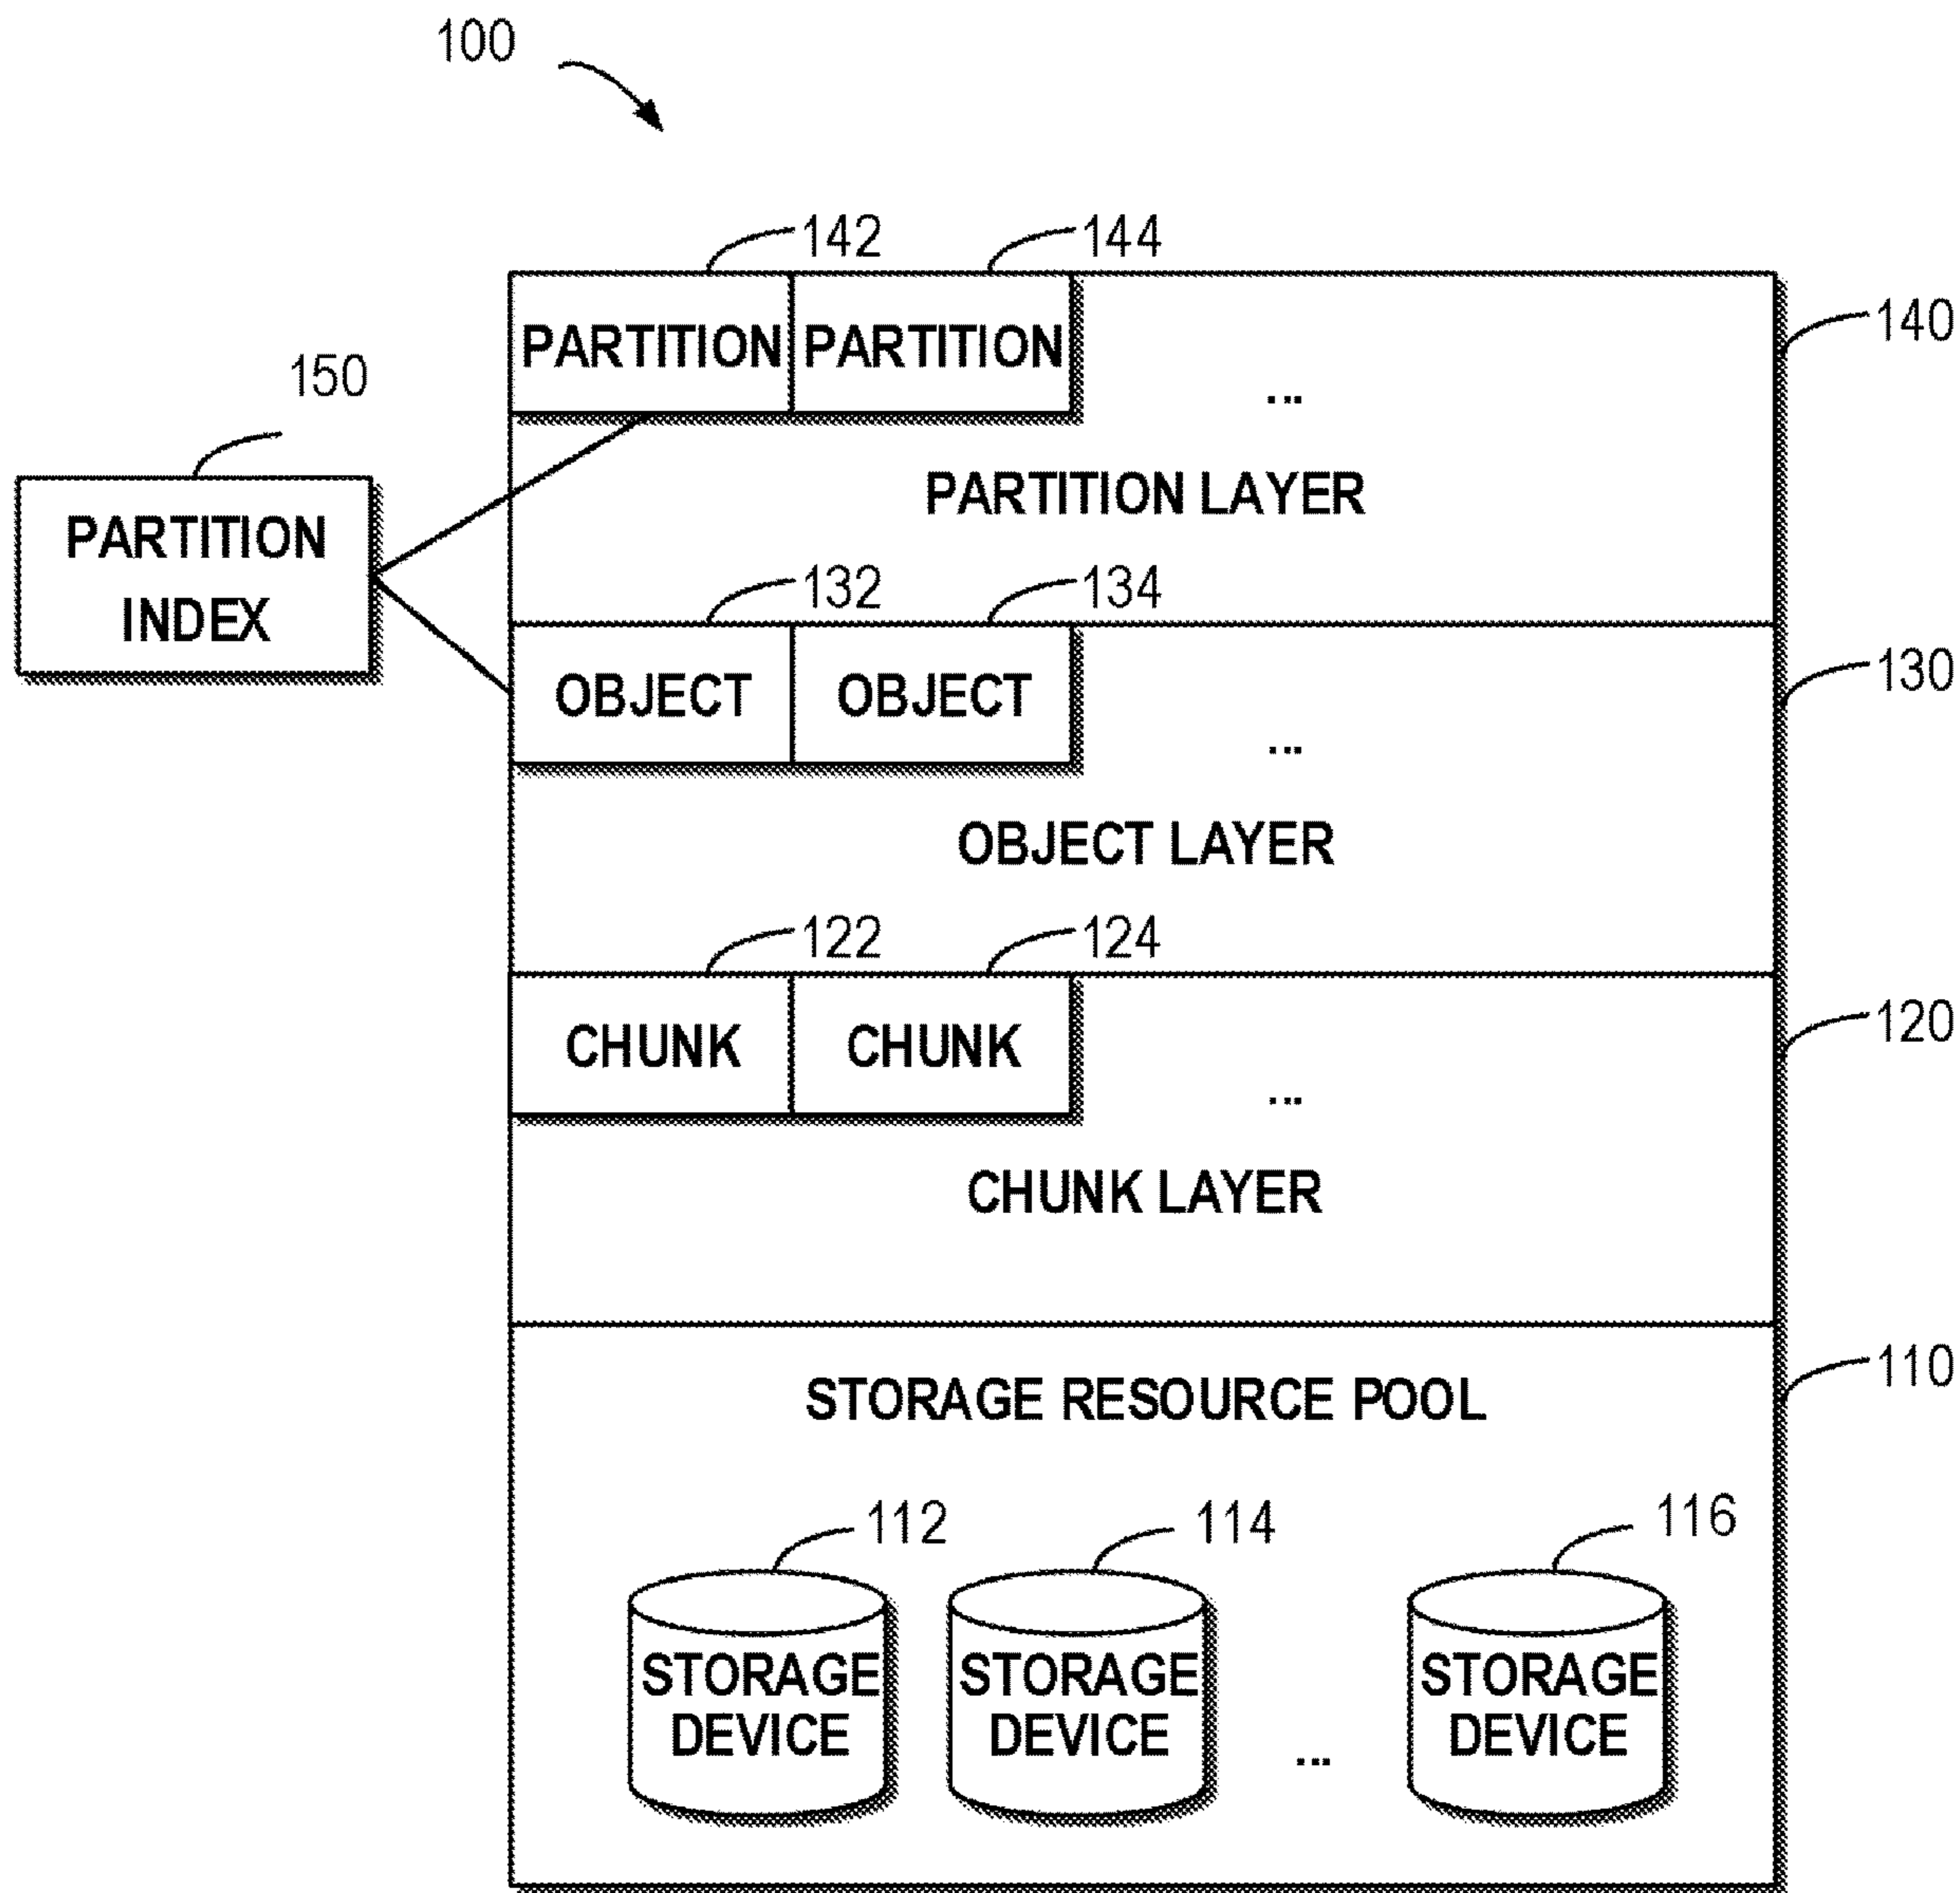 100
142 144
PARTITION PARTITION
140
...
150
PARTITION LAYER
PARTITION
INDEX
132 134
OBJECT OBJECT
130
...
OBJECT LAYER
122 124
CHUNK CHUNK
120
...
CHUNK LAYER
110
STORAGE RESOURCE POOL
112 114 116
STORAGE STORAGE STORAGE
DEVICE DEVICE ... DEVICE